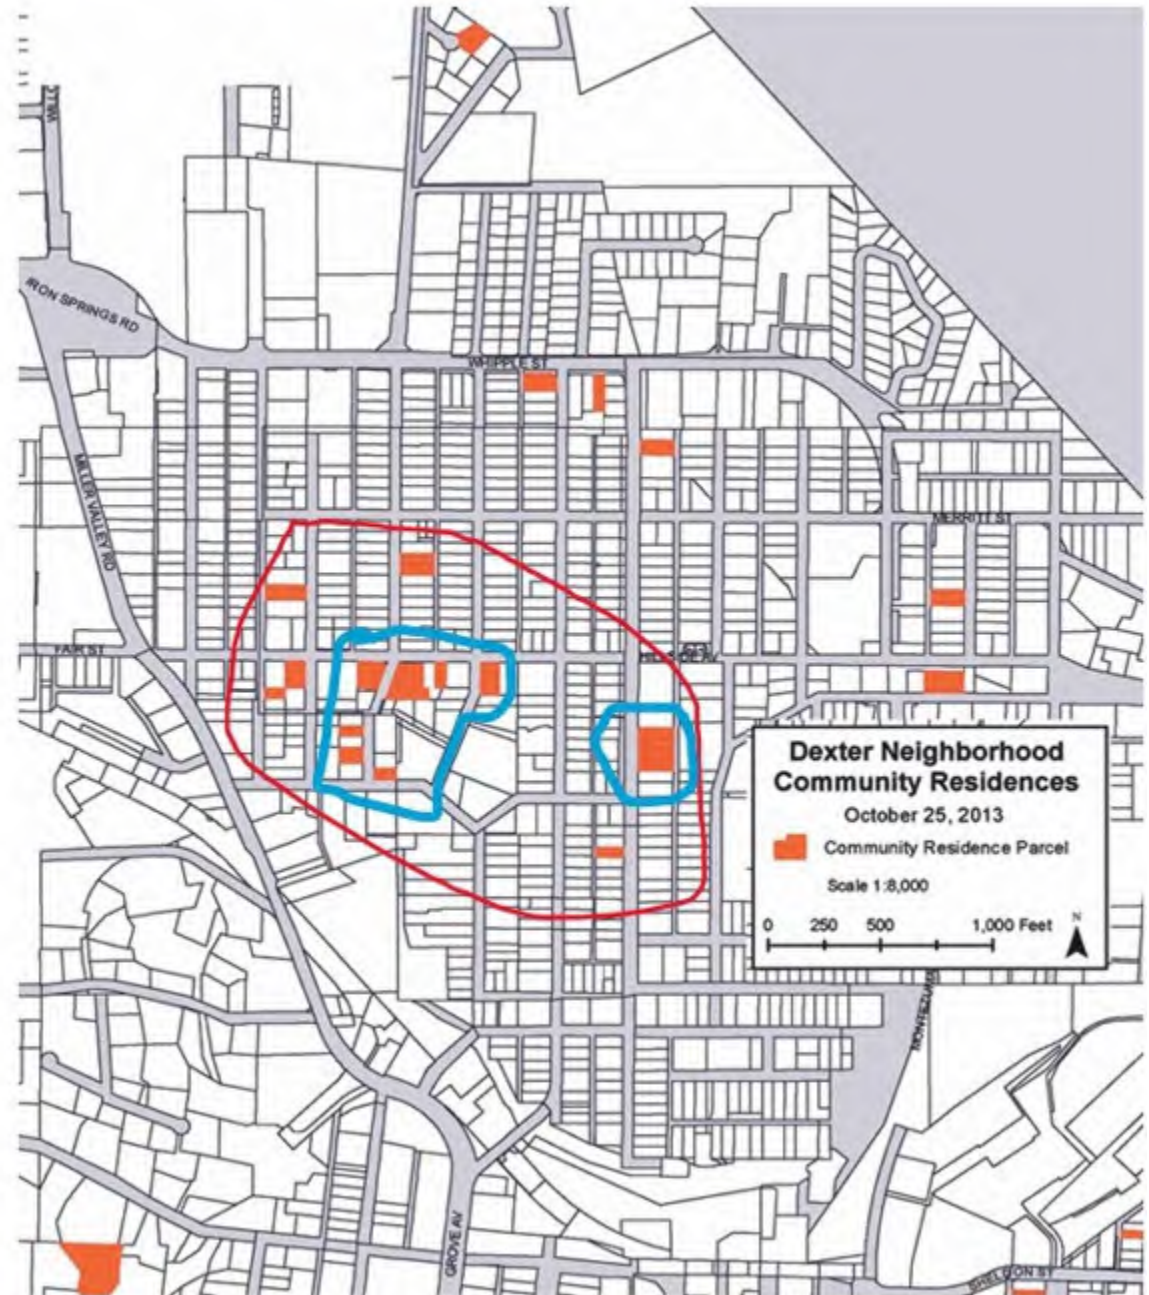 WILLO
IRON SPRINGS RD
WHIPPLE ST
MILLER VALLEY RD
MERRITT ST
FAIR ST
Dexter Neighborhood
Community Residences
October 25, 2013
Community Residence Parcel
Scale 1:8,000
0 250 500 1,000 Feet
N
GROVE AV
SHELDON ST